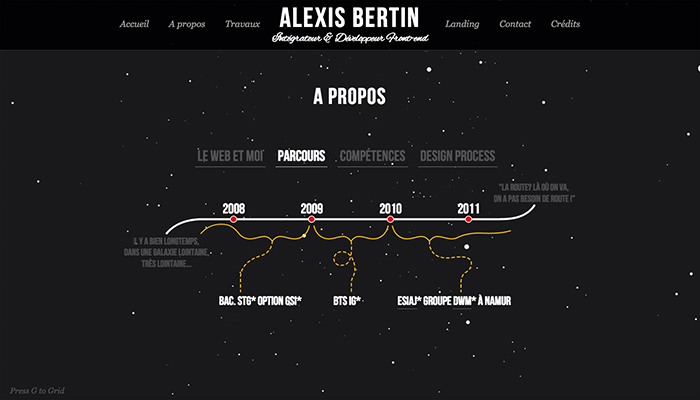 Accueil A propos Travaux ALEXIS BERTIN Landing Contact Crédits
Intégrateur & Développeur Front-end
A PROPOS
LE WEB ET MOI PARCOURS COMPÉTENCES DESIGN PROCESS
"LA ROUTE? LÀ OÙ ON VA,
ON A PAS BESOIN DE ROUTE !"
2008 2009 2010 2011
IL Y A BIEN LONGTEMPS,
DANS UNE GALAXIE LOINTAINE,
TRÈS LOINTAINE...
BAC. STG* OPTION GSI* BTS IG* ESIAJ* GROUPE DWM* À NAMUR
Press G to Grid